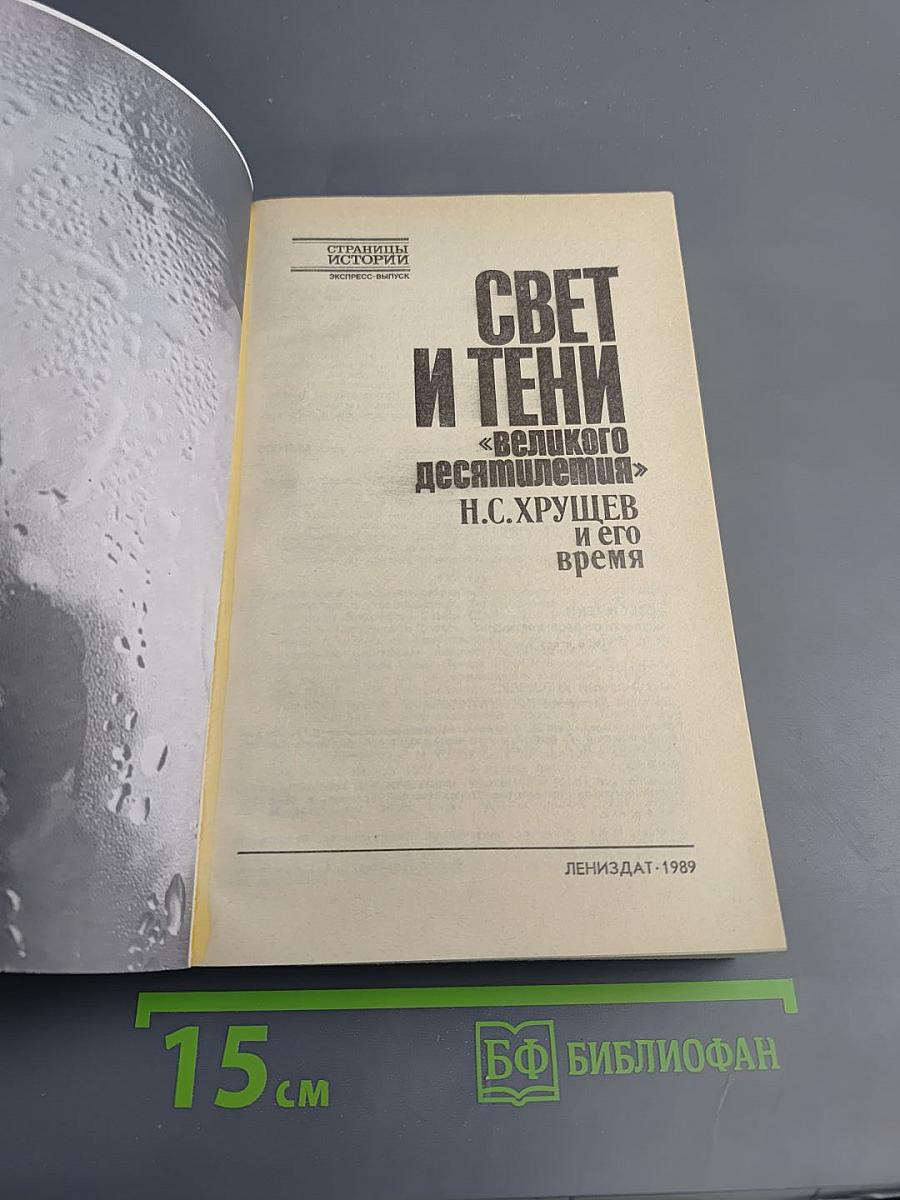 СТРАНИЦЫ
ИСТОРИИ
ЭКСПРЕСС-ВЫПУСК
СВЕТ
И ТЕНИ
«великого
десятилетия»
Н.С.ХРУЩЕВ
и его
время
ЛЕНИЗДАТ·1989
15 см
БФ БИБЛИОФАН